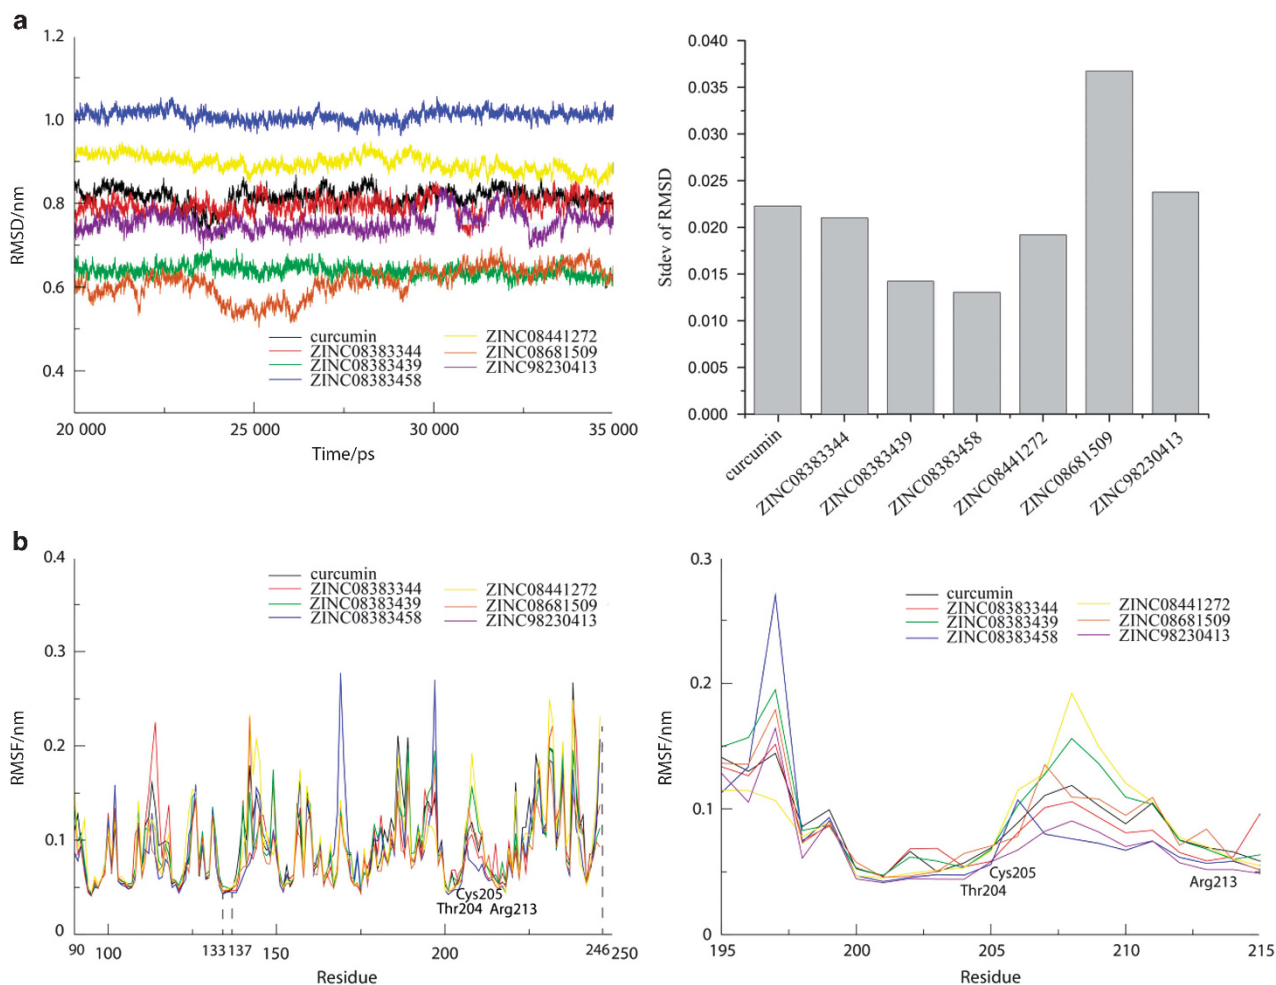 a
1.2
1.0
0.8
0.6
0.4
RMSD/nm
curcumin
ZINC08383344
ZINC08383439
ZINC08383458
ZINC08441272
ZINC08681509
ZINC98230413
20 000
25 000
30 000
35 000
Time/ps
0.040
0.035
0.030
0.025
0.020
0.015
0.010
0.005
0.000
Stdev of RMSD
curcumin
ZINC08383344
ZINC08383439
ZINC08383458
ZINC08441272
ZINC08681509
ZINC98230413
b
0.4
0.3
0.2
0.1
0
RMSF/nm
curcumin
ZINC08383344
ZINC08383439
ZINC08383458
ZINC08441272
ZINC08681509
ZINC98230413
Cys205
Thr204 Arg213
90
100
133
137
150
200
246
250
Residue
0.3
0.2
0.1
0
RMSF/nm
curcumin
ZINC08383344
ZINC08383439
ZINC08383458
ZINC08441272
ZINC08681509
ZINC98230413
Cys205
Thr204
Arg213
195
200
205
210
215
Residue